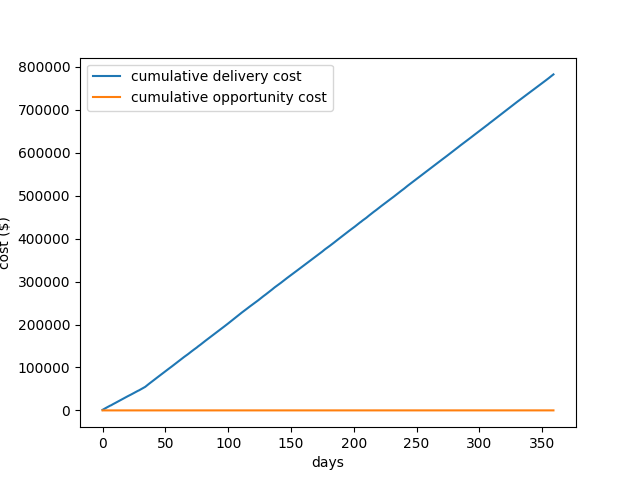 cumulative delivery cost
cumulative opportunity cost
800000
700000
600000
500000
400000
300000
200000
100000
0
cost ($)
0 50 100 150 200 250 300 350
days